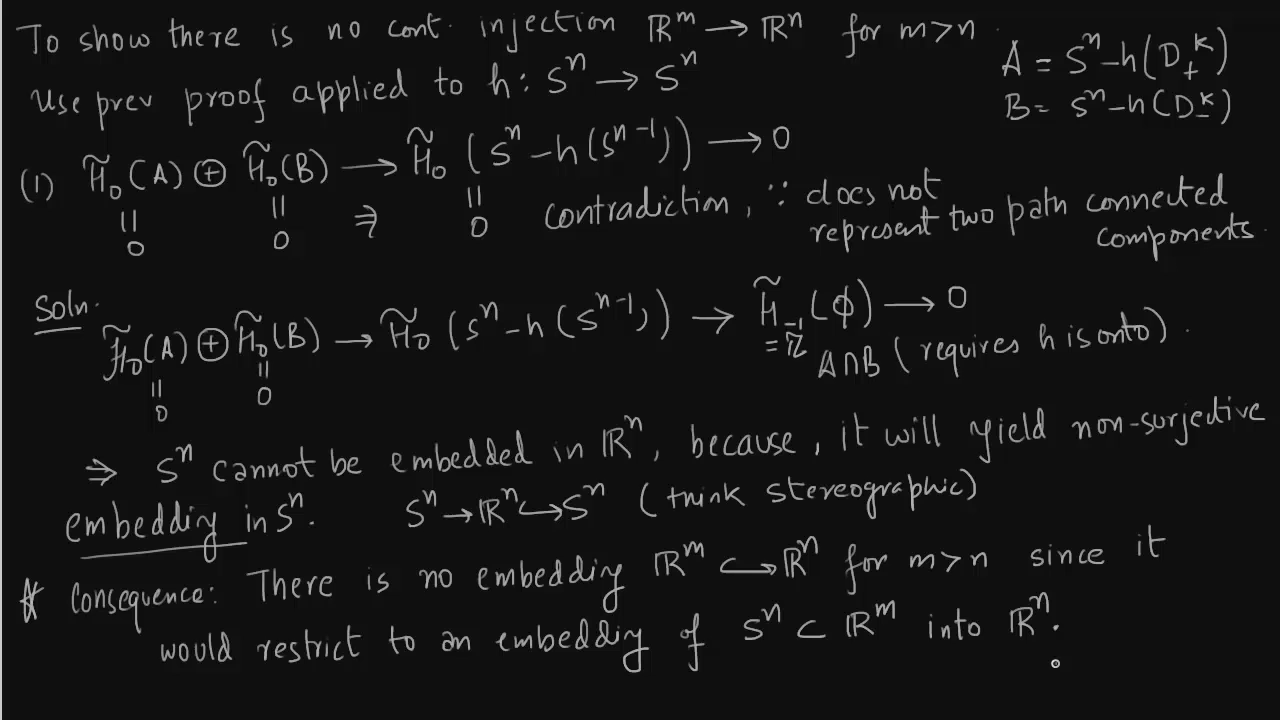 To show there is no cont. injection ℝ^m → ℝ^n for m > n.
Use prev proof applied to h : S^n → S^n
A = S^n - h(D_+^k)
B = S^n - h(D_-^k)
(1) H̃_0(A) ⊕ H̃_0(B) → H̃_0(S^n - h(S^{n-1})) → 0
|| || ⇒ || contradiction, ∵ does not
0 0 0 represent two path connected
components.
Soln.
H̃_0(A) ⊕ H̃_0(B) → H̃_0(S^n - h(S^{n-1})) → H̃_{-1}(ϕ) → 0
|| || = ℤ A∩B (requires h is onto).
0 0
⇒ S^n cannot be embedded in ℝ^n, because, it will yield non-surjective
embeddig in S^n. S^n → ℝ^n ↪ S^n (think stereographic)
* Consequence: There is no embeddig ℝ^m ↪ ℝ^n for m > n since it
would restrict to an embeddig of S^n ⊂ ℝ^m into ℝ^n.